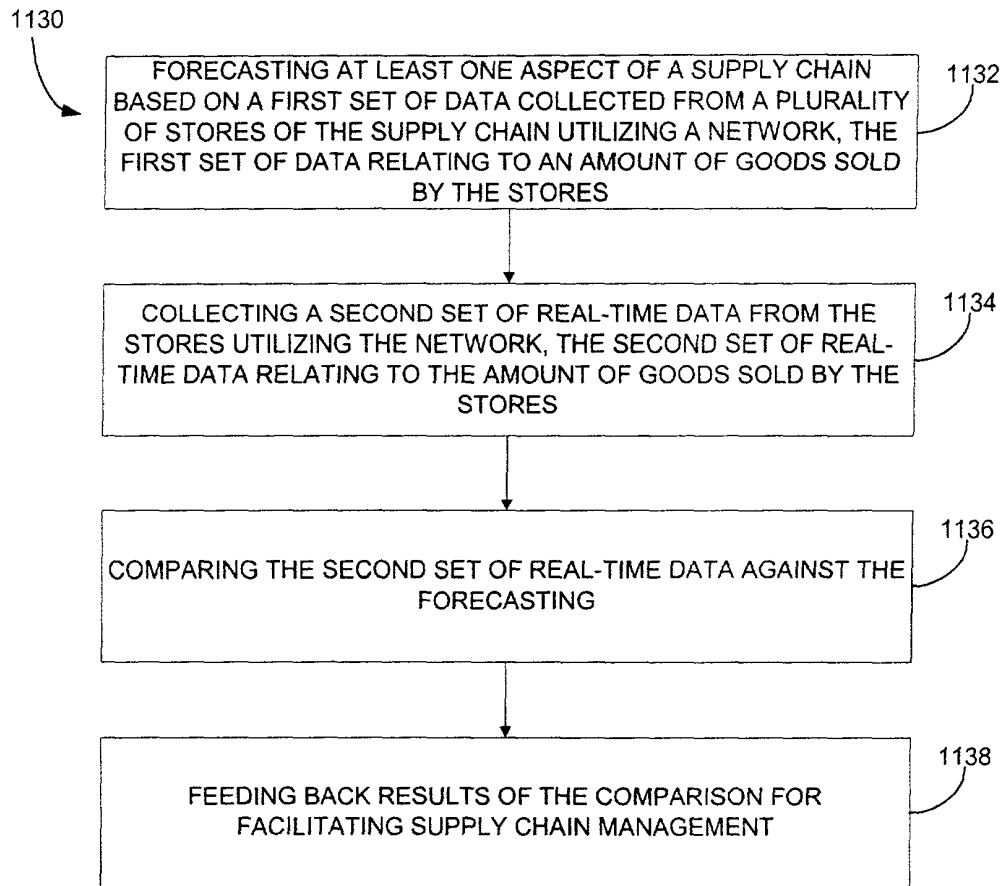 1130
FORECASTING AT LEAST ONE ASPECT OF A SUPPLY CHAIN
BASED ON A FIRST SET OF DATA COLLECTED FROM A PLURALITY
OF STORES OF THE SUPPLY CHAIN UTILIZING A NETWORK, THE
FIRST SET OF DATA RELATING TO AN AMOUNT OF GOODS SOLD
BY THE STORES
1132
COLLECTING A SECOND SET OF REAL-TIME DATA FROM THE
STORES UTILIZING THE NETWORK, THE SECOND SET OF REAL-
TIME DATA RELATING TO THE AMOUNT OF GOODS SOLD BY THE
STORES
1134
COMPARING THE SECOND SET OF REAL-TIME DATA AGAINST THE
FORECASTING
1136
FEEDING BACK RESULTS OF THE COMPARISON FOR
FACILITATING SUPPLY CHAIN MANAGEMENT
1138